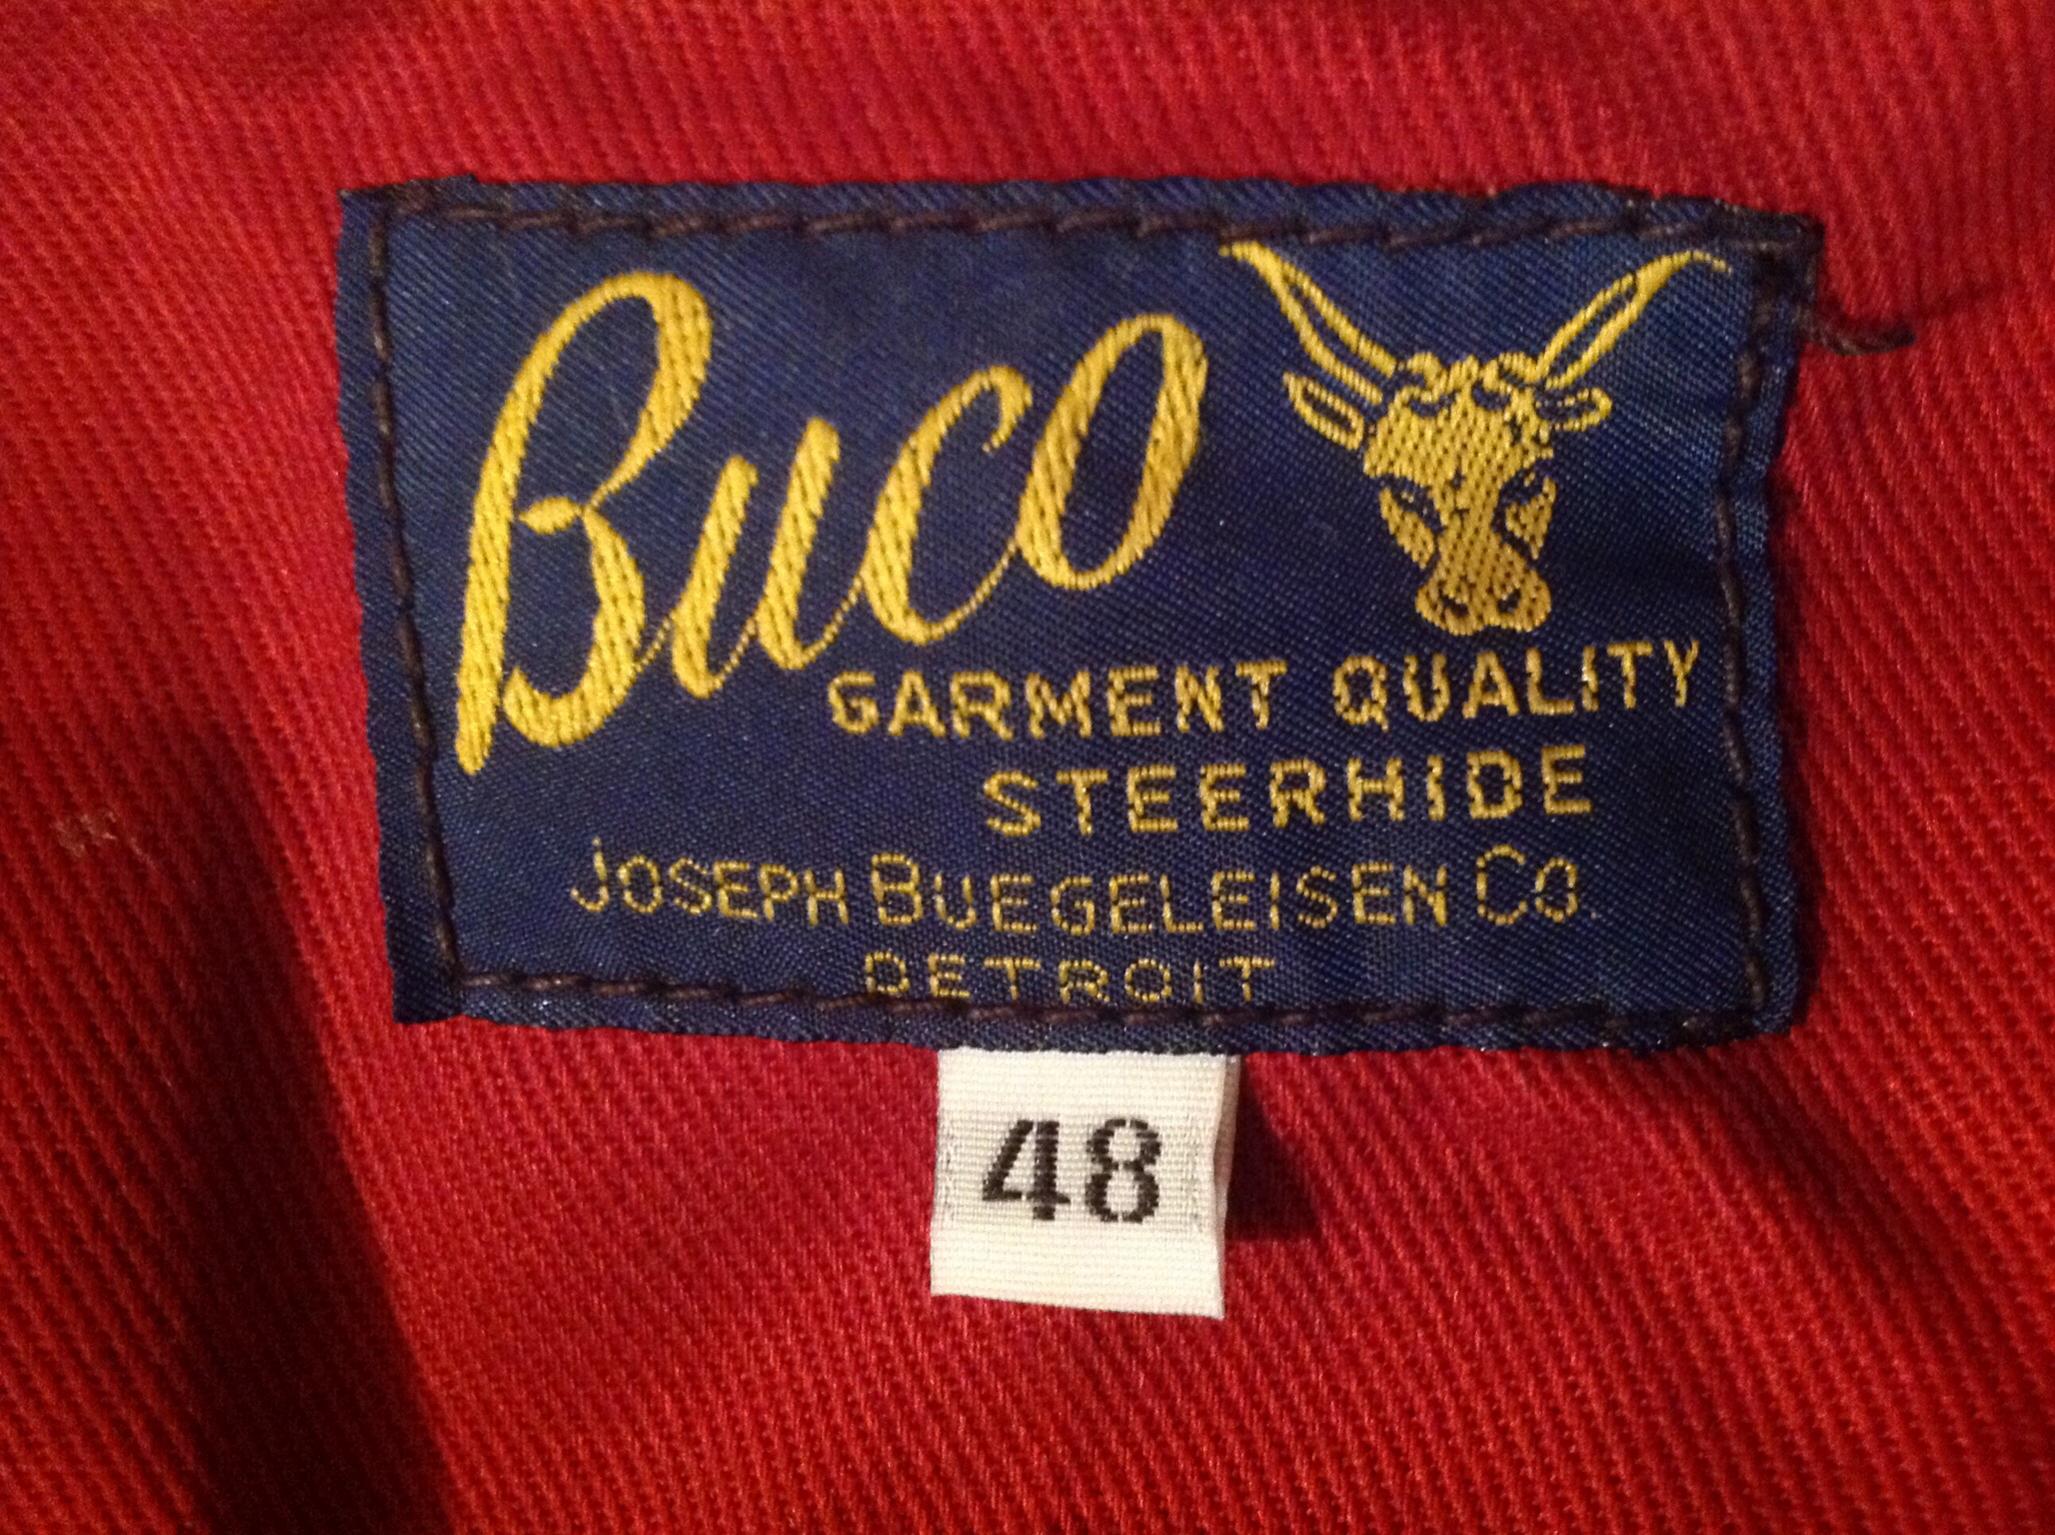 Buco
GARMENT QUALITY
STEERHIDE
JOSEPH BUEGELEISEN CO.
DETROIT
48